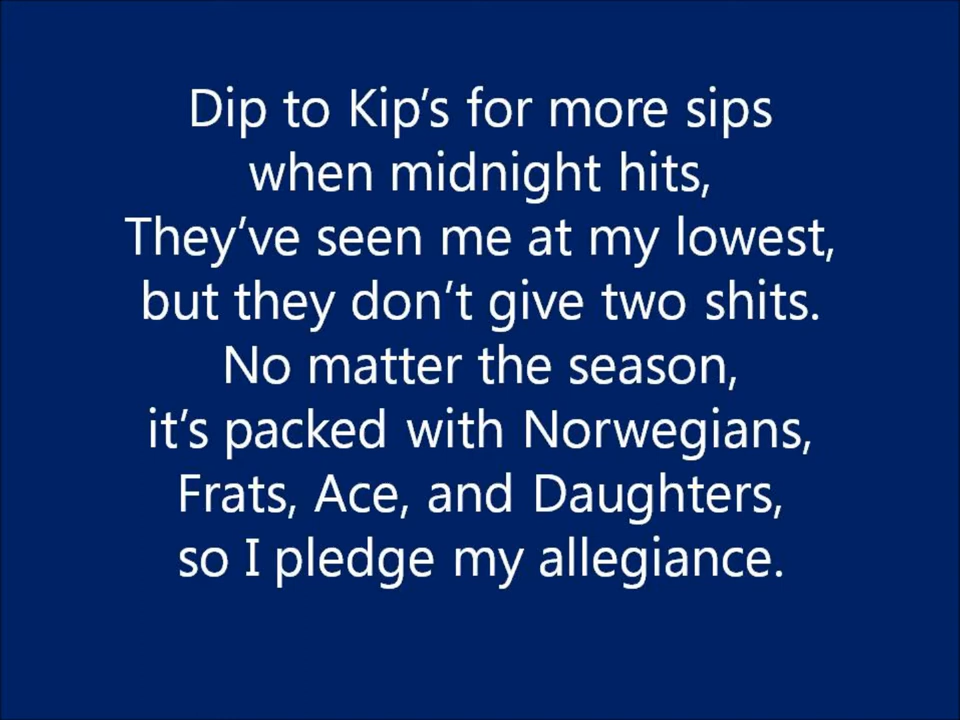 Dip to Kip's for more sips
when midnight hits,
They've seen me at my lowest,
but they don't give two shits.
No matter the season,
it's packed with Norwegians,
Frats, Ace, and Daughters,
so I pledge my allegiance.